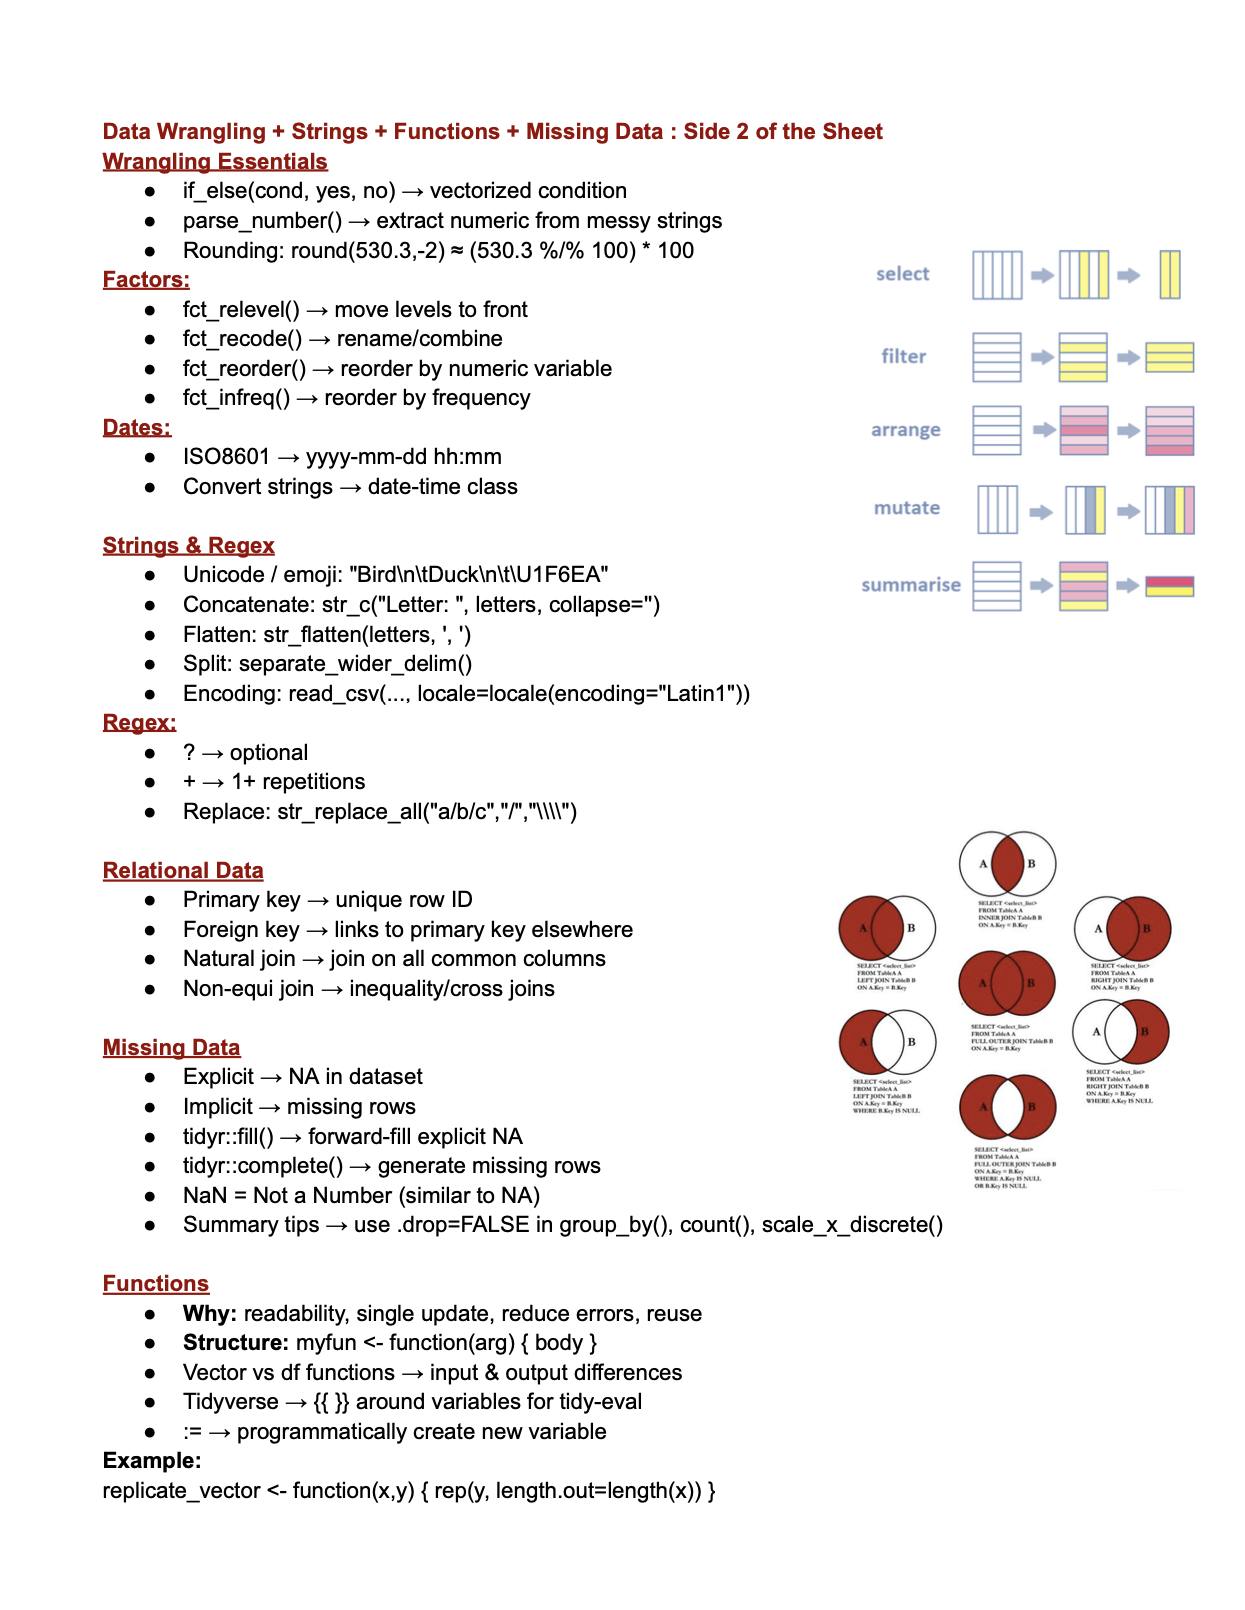 Data Wrangling + Strings + Functions + Missing Data : Side 2 of the Sheet
Wrangling Essentials
● if_else(cond, yes, no) → vectorized condition
● parse_number() → extract numeric from messy strings
● Rounding: round(530.3,-2) ≈ (530.3 %/% 100) * 100
Factors:
● fct_relevel() → move levels to front
● fct_recode() → rename/combine
● fct_reorder() → reorder by numeric variable
● fct_infreq() → reorder by frequency
Dates:
● ISO8601 → yyyy-mm-dd hh:mm
● Convert strings → date-time class
select
filter
arrange
mutate
summarise
Strings & Regex
● Unicode / emoji: "Bird\n\tDuck\n\t\U1F6EA"
● Concatenate: str_c("Letter: ", letters, collapse='')
● Flatten: str_flatten(letters, ', ')
● Split: separate_wider_delim()
● Encoding: read_csv(..., locale=locale(encoding="Latin1"))
Regex:
● ? → optional
● + → 1+ repetitions
● Replace: str_replace_all("a/b/c","/","\\\\")
Relational Data
● Primary key → unique row ID
● Foreign key → links to primary key elsewhere
● Natural join → join on all common columns
● Non-equi join → inequality/cross joins
A B
SELECT <select_list>
FROM TableA A
INNER JOIN TableB B
ON A.Key = B.Key
A B
SELECT <select_list>
FROM TableA A
LEFT JOIN TableB B
ON A.Key = B.Key
A B
SELECT <select_list>
FROM TableA A
RIGHT JOIN TableB B
ON A.Key = B.Key
A B
SELECT <select_list>
FROM TableA A
FULL OUTER JOIN TableB B
ON A.Key = B.Key
A B
SELECT <select_list>
FROM TableA A
LEFT JOIN TableB B
ON A.Key = B.Key
WHERE B.Key IS NULL
A B
SELECT <select_list>
FROM TableA A
RIGHT JOIN TableB B
ON A.Key = B.Key
WHERE A.Key IS NULL
A B
SELECT <select_list>
FROM TableA A
FULL OUTER JOIN TableB B
ON A.Key = B.Key
WHERE A.Key IS NULL
OR B.Key IS NULL
Missing Data
● Explicit → NA in dataset
● Implicit → missing rows
● tidyr::fill() → forward-fill explicit NA
● tidyr::complete() → generate missing rows
● NaN = Not a Number (similar to NA)
● Summary tips → use .drop=FALSE in group_by(), count(), scale_x_discrete()
Functions
● Why: readability, single update, reduce errors, reuse
● Structure: myfun <- function(arg) { body }
● Vector vs df functions → input & output differences
● Tidyverse → {{ }} around variables for tidy-eval
● := → programmatically create new variable
Example:
replicate_vector <- function(x,y) { rep(y, length.out=length(x)) }